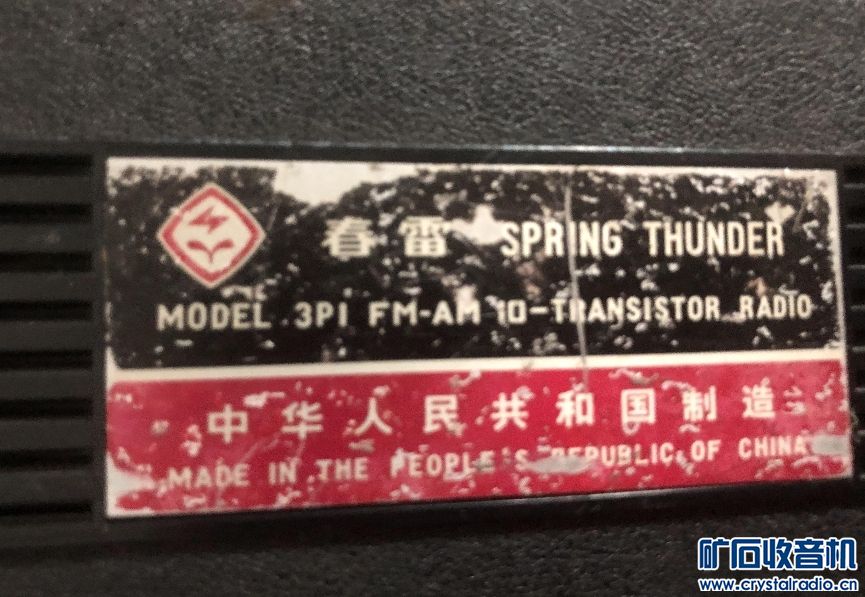 春雷 SPRING THUNDER
MODEL 3P1 FM-AM 10-TRANSISTOR RADIO
中华人民共和国制造
MADE IN THE PEOPLE'S REPUBLIC OF CHINA
矿石收音机
www.crystalradio.cn